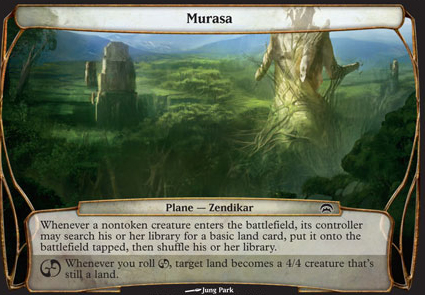 Murasa
Plane — Zendikar
Whenever a nontoken creature enters the battlefield, its controller
may search his or her library for a basic land card, put it onto the
battlefield tapped, then shuffle his or her library.
Whenever you roll , target land becomes a 4/4 creature that's
still a land.
Jung Park